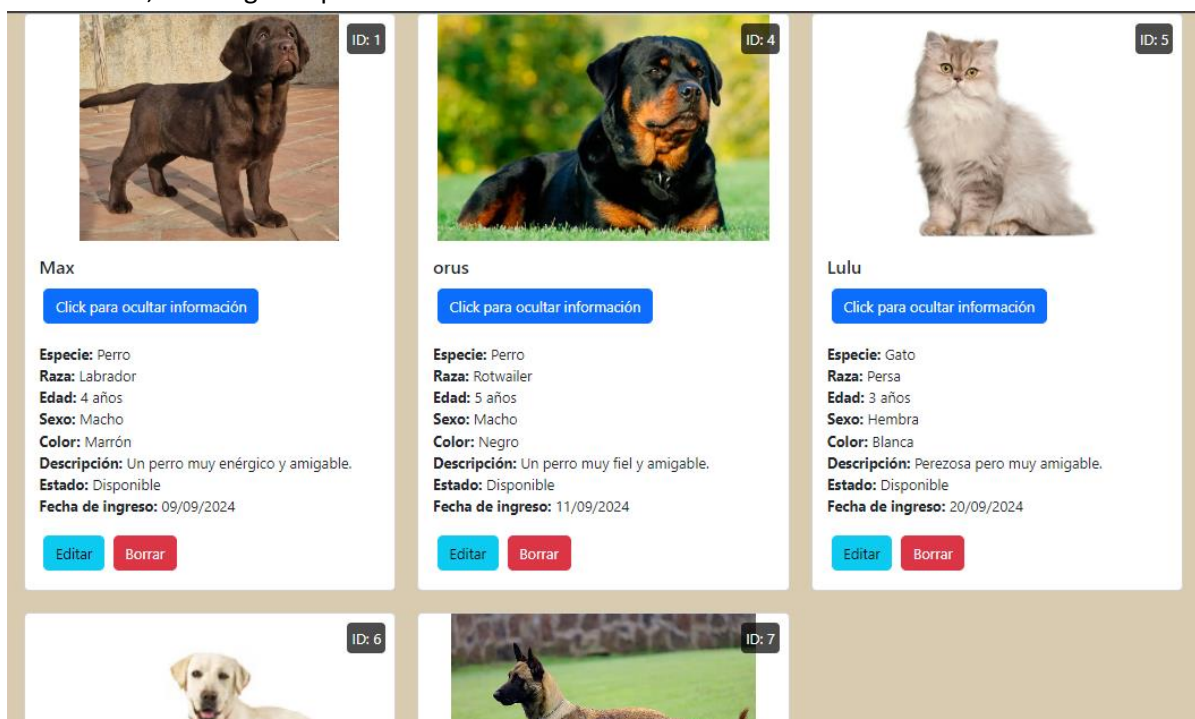 ID: 1
ID: 4
ID: 5
Max
Click para ocultar información
Especie: Perro
Raza: Labrador
Edad: 4 años
Sexo: Macho
Color: Marrón
Descripción: Un perro muy enérgico y amigable.
Estado: Disponible
Fecha de ingreso: 09/09/2024
Editar Borrar
orus
Click para ocultar información
Especie: Perro
Raza: Rotwailer
Edad: 5 años
Sexo: Macho
Color: Negro
Descripción: Un perro muy fiel y amigable.
Estado: Disponible
Fecha de ingreso: 11/09/2024
Editar Borrar
Lulu
Click para ocultar información
Especie: Gato
Raza: Persa
Edad: 3 años
Sexo: Hembra
Color: Blanca
Descripción: Perezosa pero muy amigable.
Estado: Disponible
Fecha de ingreso: 20/09/2024
Editar Borrar
ID: 6
ID: 7